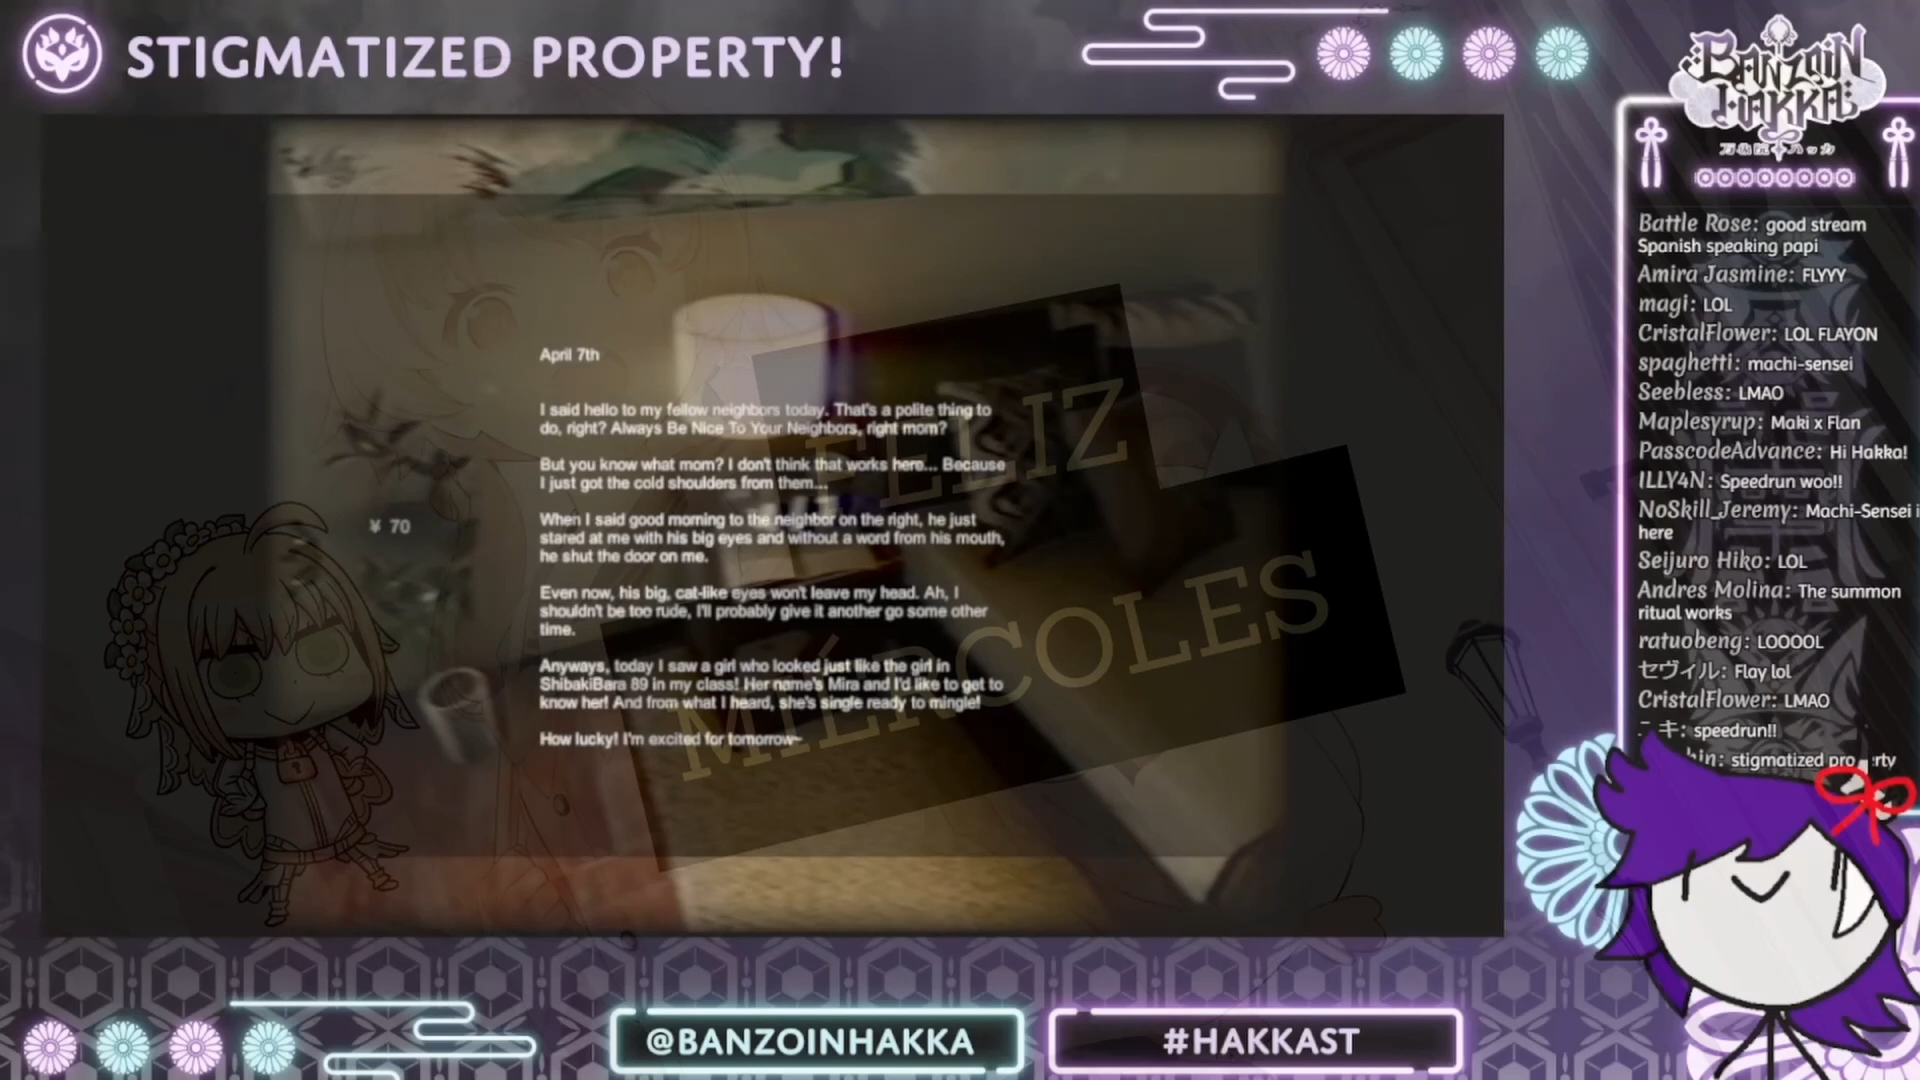 STIGMATIZED PROPERTY!
BANZOIN
HAKKA
April 7th
I said hello to my fellow neighbors today. That's a polite thing to
do, right? Always Be Nice To Your Neighbors, right mom?
But you know what mom? I don't think that works here... Because
I just got the cold shoulders from them...
When I said good morning to the neighbor on the right, he just
stared at me with his big eyes and without a word from his mouth,
he shut the door on me.
Even now, his big, cat-like eyes won't leave my head. Ah, I
shouldn't be too rude, I'll probably give it another go some other
time.
Anyways, today I saw a girl who looked just like the girl in
ShibakiBara 89 in my class! Her name's Mira and I'd like to get to
know her! And from what I heard, she's single ready to mingle!
How lucky! I'm excited for tomorrow~
¥ 70
FELIZ
MIÉRCOLES
Battle Rose: good stream
Spanish speaking papi
Amira Jasmine: FLYYY
magi: LOL
CristalFlower: LOL FLAYON
spaghetti: machi-sensei
Seebless: LMAO
Maplesyrup: Maki x Flan
PasscodeAdvance: Hi Hakka!
ILLY4N: Speedrun woo!!
NoSkill_Jeremy: Machi-Sensei i
here
Seijuro Hiko: LOL
Andres Molina: The summon
ritual works
ratuobeng: LOOOOL
セヴィル: Flay lol
CristalFlower: LMAO
キ: speedrun!!
in: stigmatized pro rty
@BANZOINHAKKA
#HAKKAST